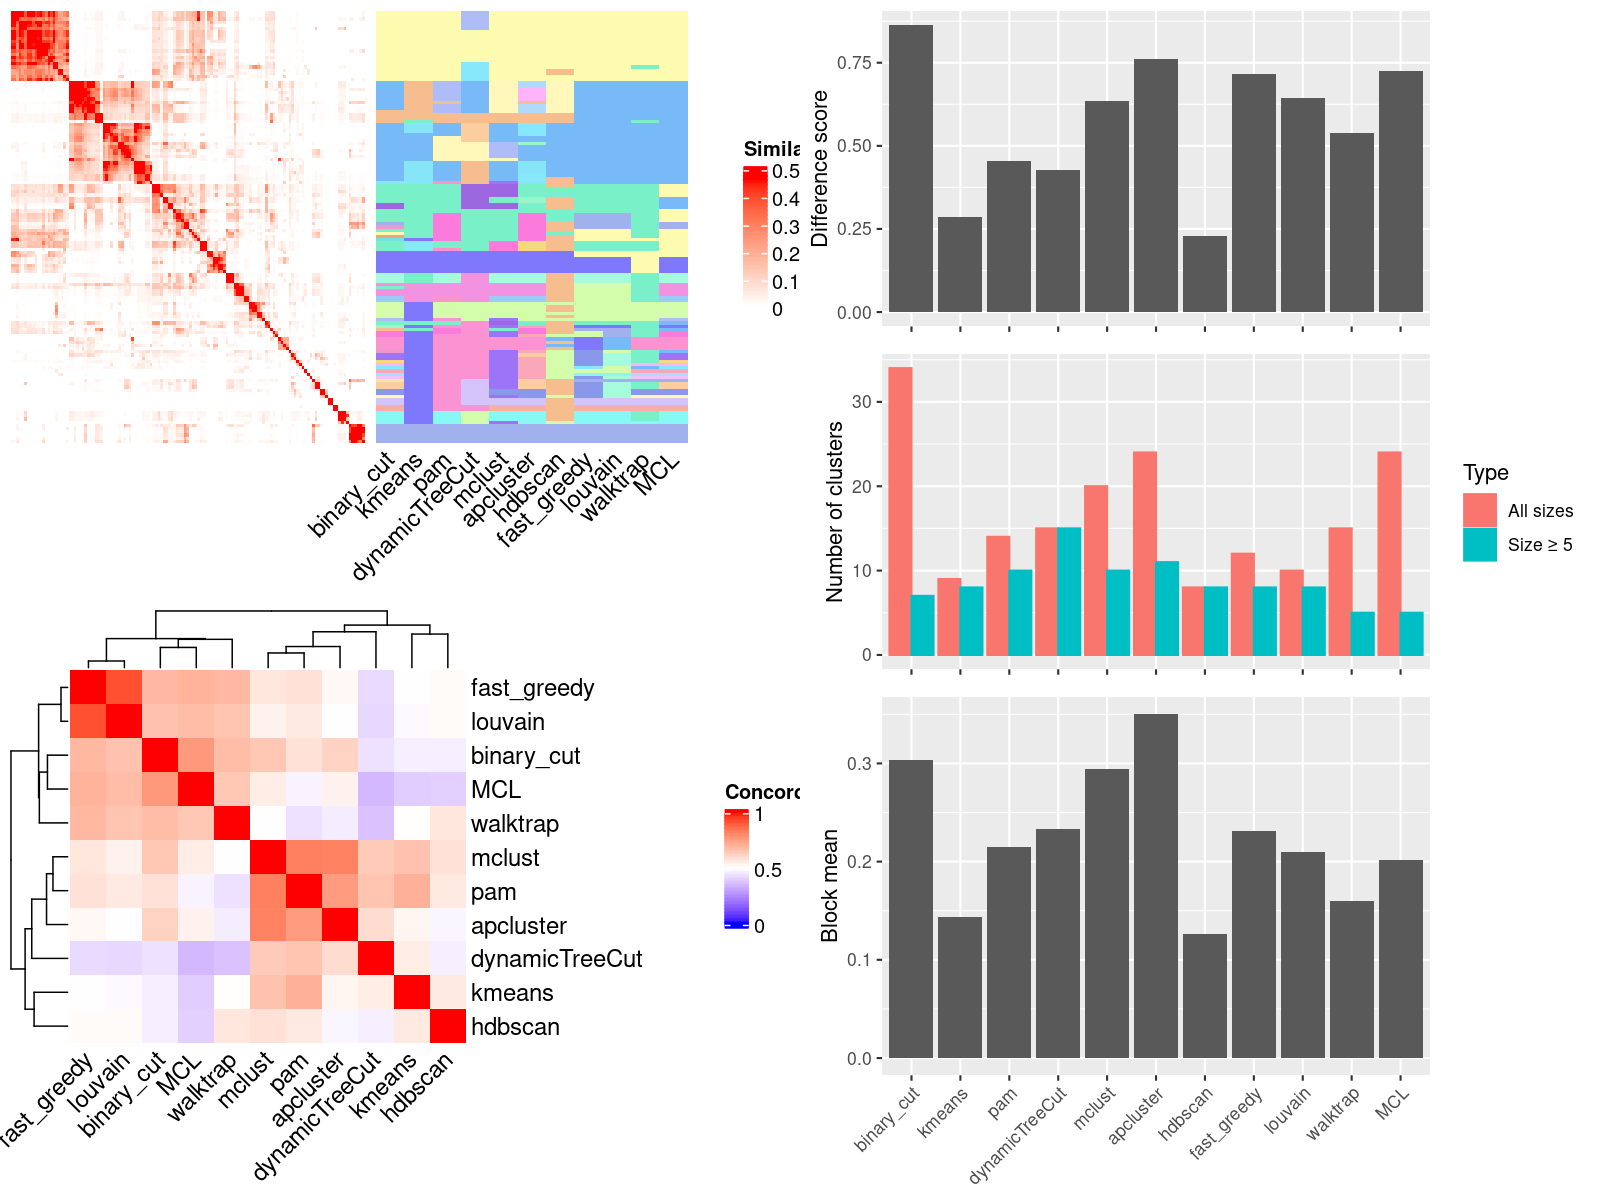 Simila
0.5
0.4
0.3
0.2
0.1
0
binary_cut
kmeans
pam
dynamicTreeCut
mclust
apcluster
hdbscan
fast_greedy
louvain
walktrap
MCL
fast_greedy
louvain
binary_cut
MCL
walktrap
mclust
pam
apcluster
dynamicTreeCut
kmeans
hdbscan
fast_greedy
louvain
binary_cut
MCL
walktrap
mclust
pam
apcluster
dynamicTreeCut
kmeans
hdbscan
Concord
1
0.5
0
Difference score
0.75
0.50
0.25
0.00
Number of clusters
30
20
10
0
Type
All sizes
Size ≥ 5
Block mean
0.3
0.2
0.1
0.0
binary_cut
kmeans
pam
dynamicTreeCut
mclust
apcluster
hdbscan
fast_greedy
louvain
walktrap
MCL